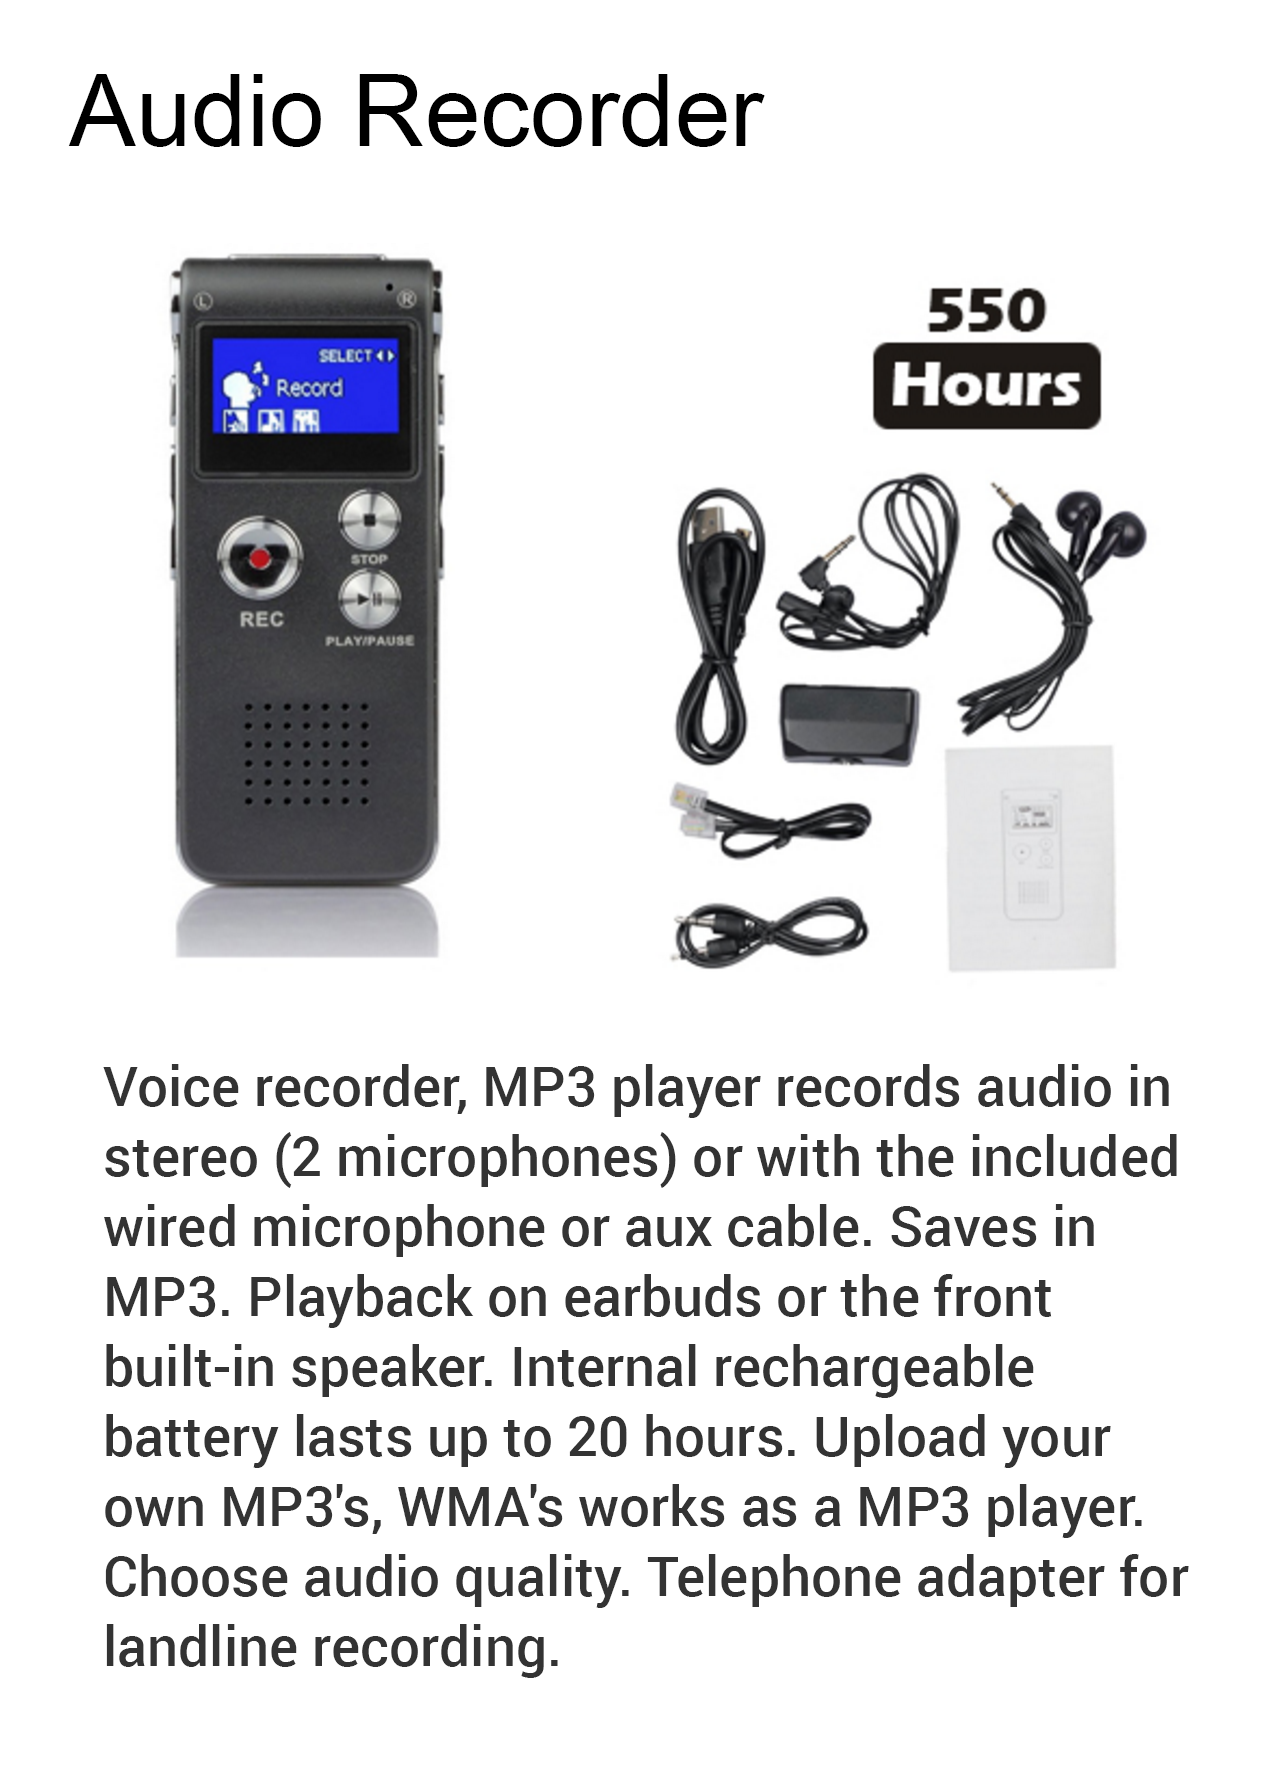 Audio Recorder
L
R
SELECT
Record
STOP
REC
PLAY/PAUSE
550
Hours
Voice recorder, MP3 player records audio in
stereo (2 microphones) or with the included
wired microphone or aux cable. Saves in
MP3. Playback on earbuds or the front
built-in speaker. Internal rechargeable
battery lasts up to 20 hours. Upload your
own MP3's, WMA's works as a MP3 player.
Choose audio quality. Telephone adapter for
landline recording.